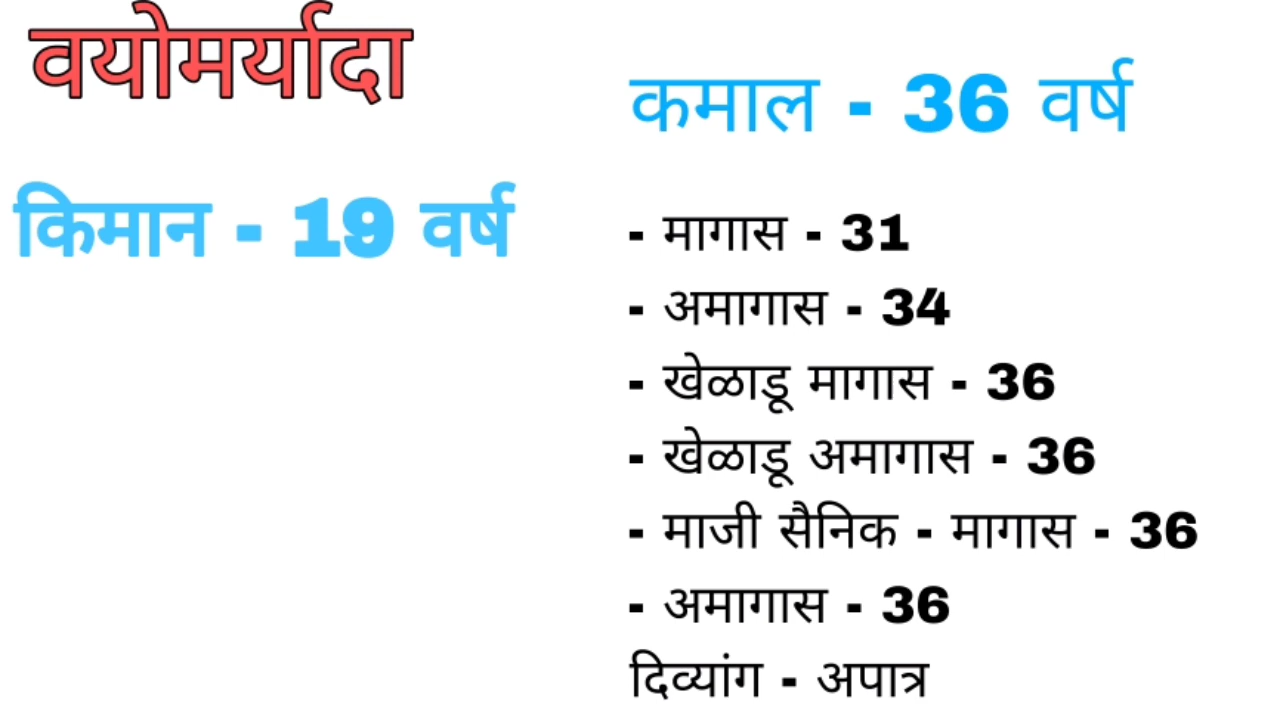 वयोमर्यादा
किमान - 19 वर्ष
कमाल - 36 वर्ष
- मागास - 31
- अमागास - 34
- खेळाडू मागास - 36
- खेळाडू अमागास - 36
- माजी सैनिक - मागास - 36
- अमागास - 36
दिव्यांग - अपात्र